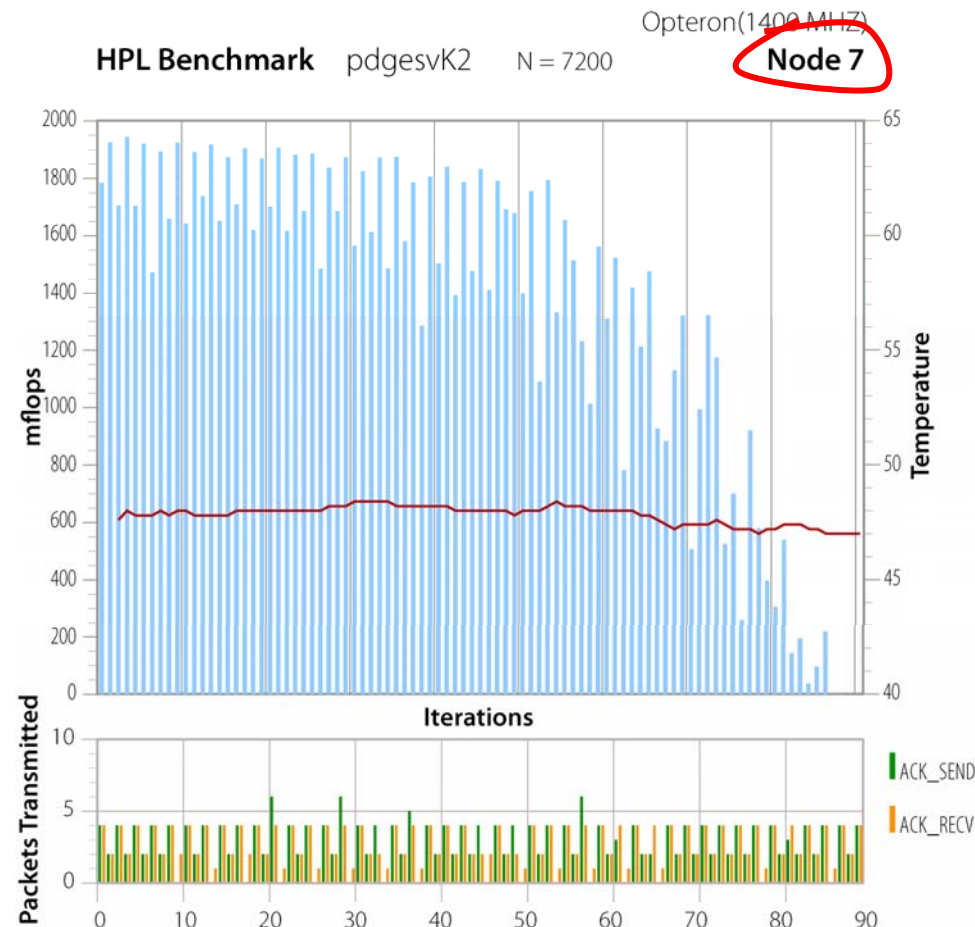 Opteron(1400 MHZ)
HPL Benchmark pdgesvK2 N = 7200 Node 7
2000 65
1800
1600 60
1400
1200 55
1000
800 50
600
400 45
200
0 40
mflops
Temperature
Iterations
Packets Transmitted
10
5
0
ACK_SEND
ACK_RECV
0 10 20 30 40 50 60 70 80 90